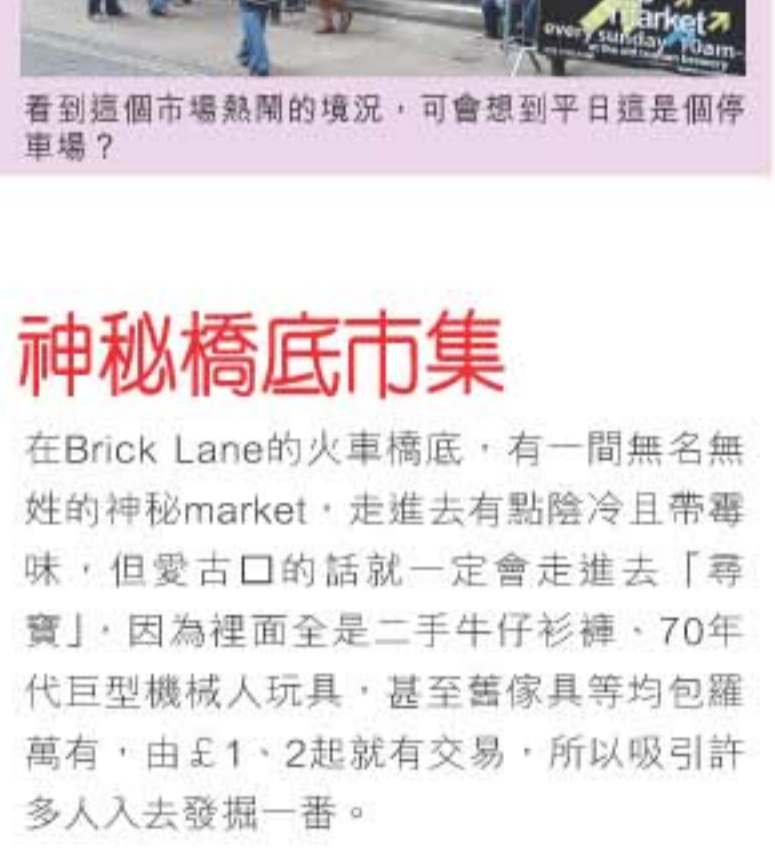 market
every sunday 10am-
看到這個市場熱鬧的境況，可會想到平日這是個停
車場？
神秘橋底市集
在Brick Lane的火車橋底，有一間無名無
姓的神秘market，走進去有點陰冷且帶霉
味，但愛古口的話就一定會走進去「尋
寶」，因為裡面全是二手牛仔衫褲、70年
代巨型機械人玩具，甚至舊傢具等均包羅
萬有，由£1、2起就有交易，所以吸引許
多人入去發掘一番。